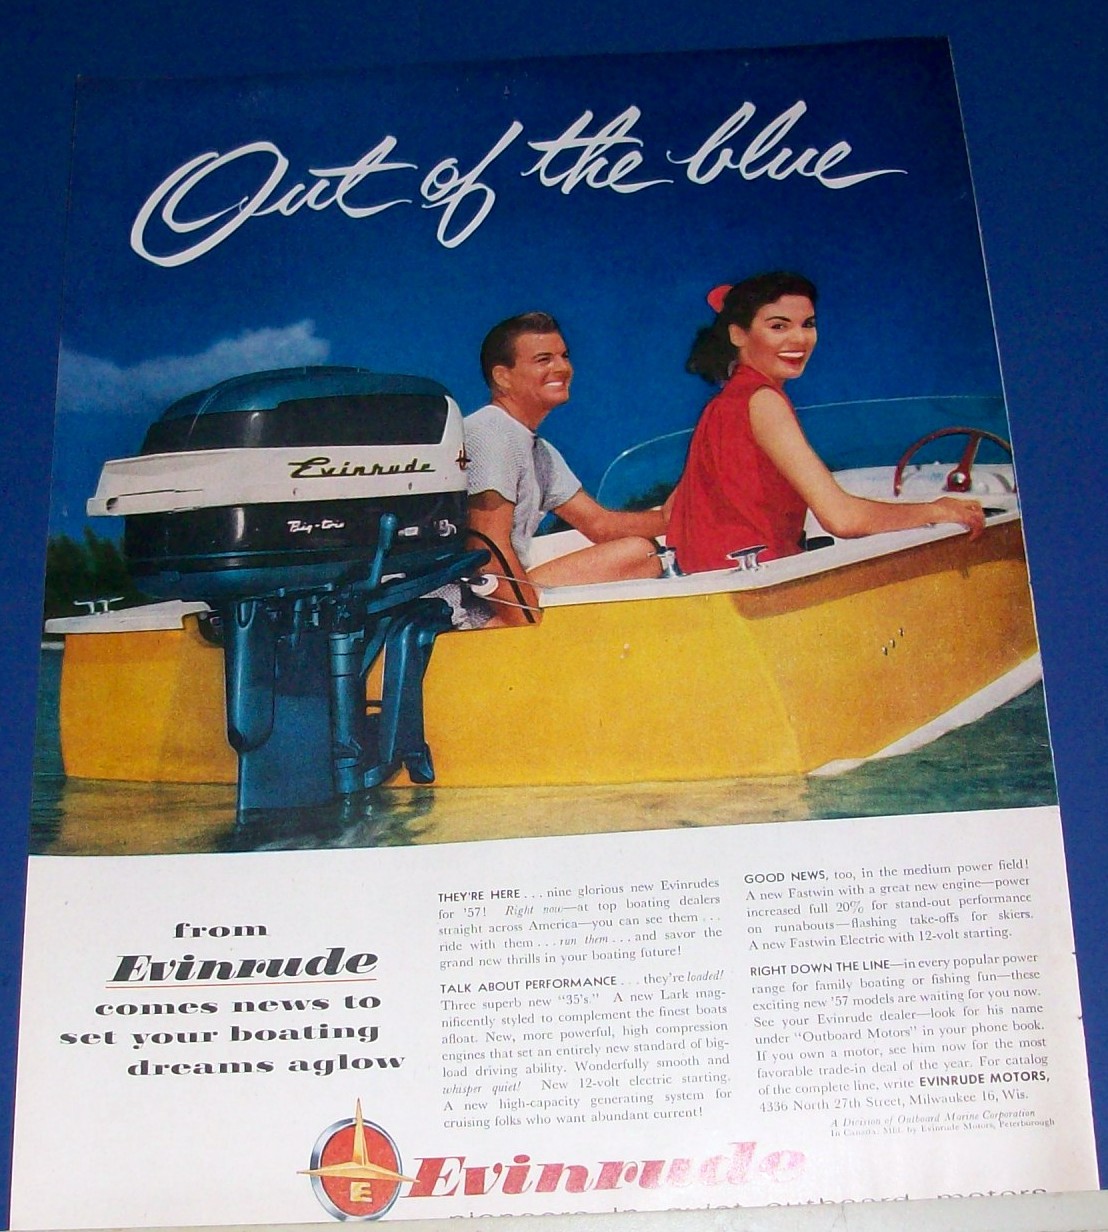 Out of the blue
Evinrude
Big-twin
from
Evinrude
comes news to
set your boating
dreams aglow
THEY'RE HERE . . . nine glorious new Evinrudes
for '57! Right now—at top boating dealers
straight across America—you can see them . . .
ride with them . . . run them . . . and savor the
grand new thrills in your boating future!
TALK ABOUT PERFORMANCE . . . they're loaded!
Three superb new "35's." A new Lark mag-
nificently styled to complement the finest boats
afloat. New, more powerful, high compression
engines that set an entirely new standard of big-
load driving ability. Wonderfully smooth and
whisper quiet! New 12-volt electric starting.
A new high-capacity generating system for
cruising folks who want abundant current!
GOOD NEWS, too, in the medium power field!
A new Fastwin with a great new engine—power
increased full 20% for stand-out performance
on runabouts—flashing take-offs for skiers.
A new Fastwin Electric with 12-volt starting.
RIGHT DOWN THE LINE—in every popular power
range for family boating or fishing fun—these
exciting new '57 models are waiting for you now.
See your Evinrude dealer—look for his name
under "Outboard Motors" in your phone book.
If you own a motor, see him now for the most
favorable trade-in deal of the year. For catalog
of the complete line, write EVINRUDE MOTORS,
4336 North 27th Street, Milwaukee 16, Wis.
A Division of Outboard Marine Corporation
In Canada: Mfd. by Evinrude Motors, Peterborough
E
Evinrude
pioneers in quiet outboard motors